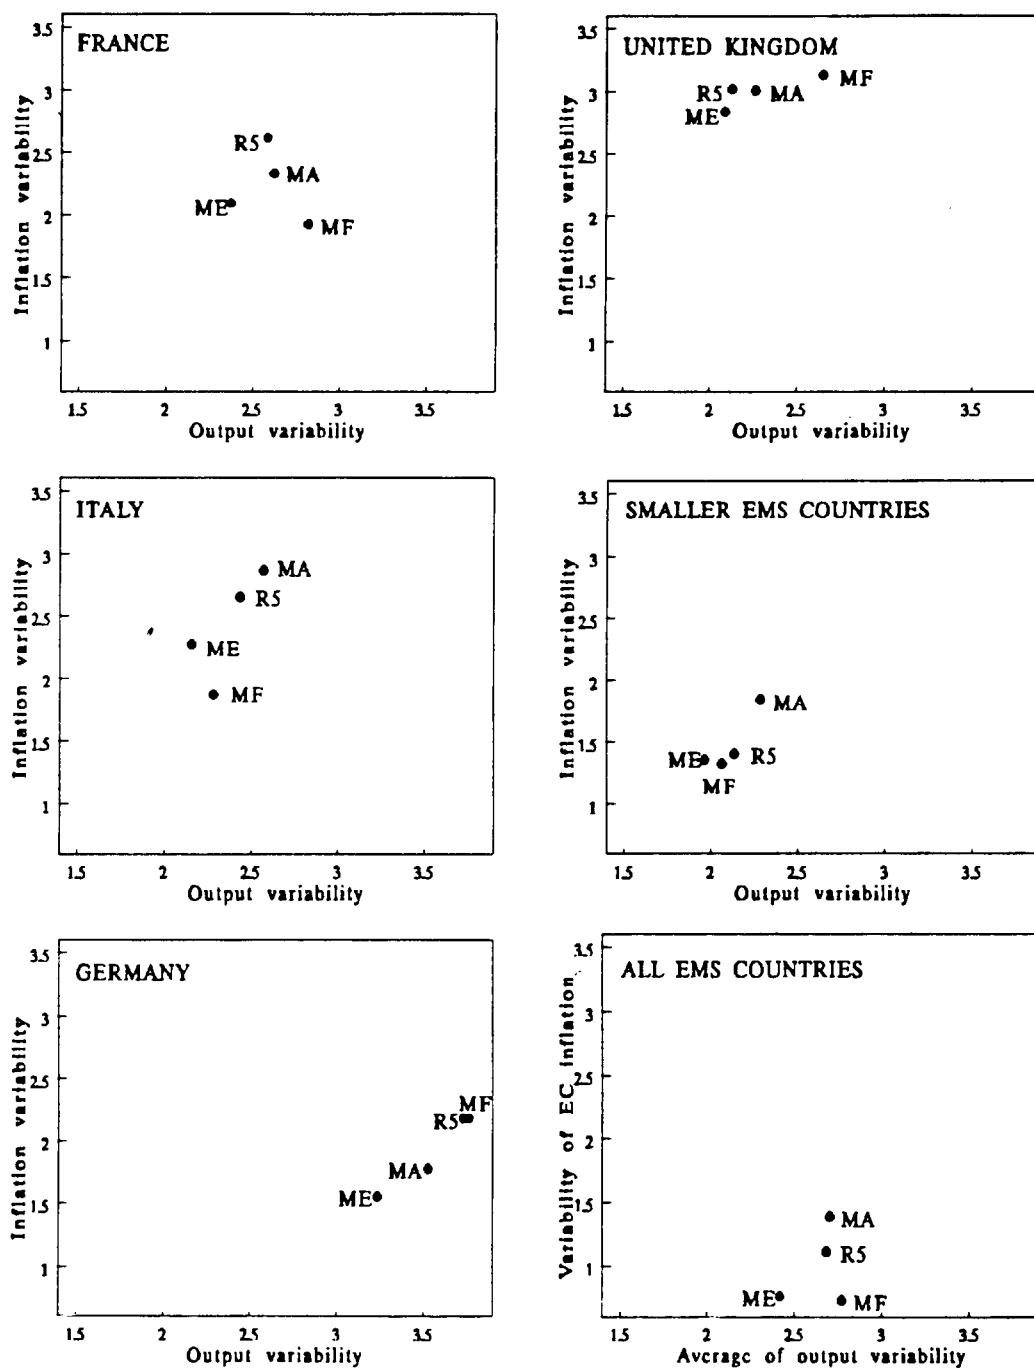 FRANCE
Inflation variability
3.5
3
2.5
2
1.5
1
R5
MA
ME
MF
1.5
2
2.5
3
3.5
Output variability
UNITED KINGDOM
Inflation variability
3.5
3
2.5
2
1.5
1
MF
R5
MA
ME
1.5
2
2.5
3
3.5
Output variability
ITALY
Inflation variability
3.5
3
2.5
2
1.5
1
MA
R5
ME
MF
1.5
2
2.5
3
3.5
Output variability
SMALLER EMS COUNTRIES
Inflation variability
3.5
3
2.5
2
1.5
1
MA
ME
R5
MF
1.5
2
2.5
3
3.5
Output variability
GERMANY
Inflation variability
3.5
3
2.5
2
1.5
1
MF
R5
MA
ME
1.5
2
2.5
3
3.5
Output variability
ALL EMS COUNTRIES
Variability of EC inflation
3.5
3
2.5
2
1.5
1
MA
R5
ME
MF
1.5
2
2.5
3
3.5
Average of output variability